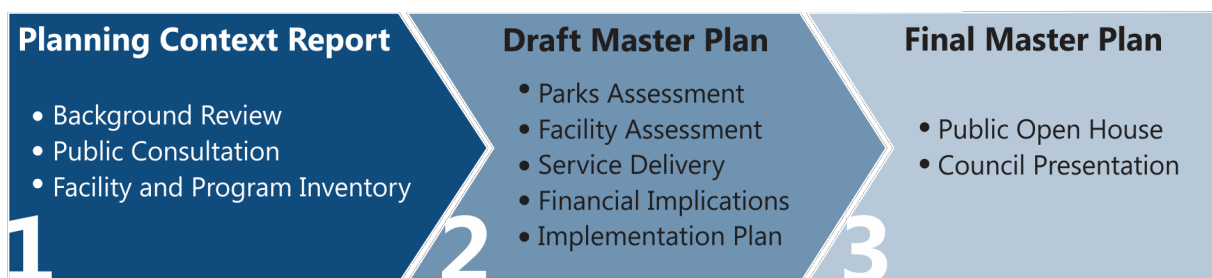 Planning Context Report
• Background Review
• Public Consultation
• Facility and Program Inventory
1
Draft Master Plan
• Parks Assessment
• Facility Assessment
• Service Delivery
• Financial Implications
• Implementation Plan
2
Final Master Plan
• Public Open House
• Council Presentation
3